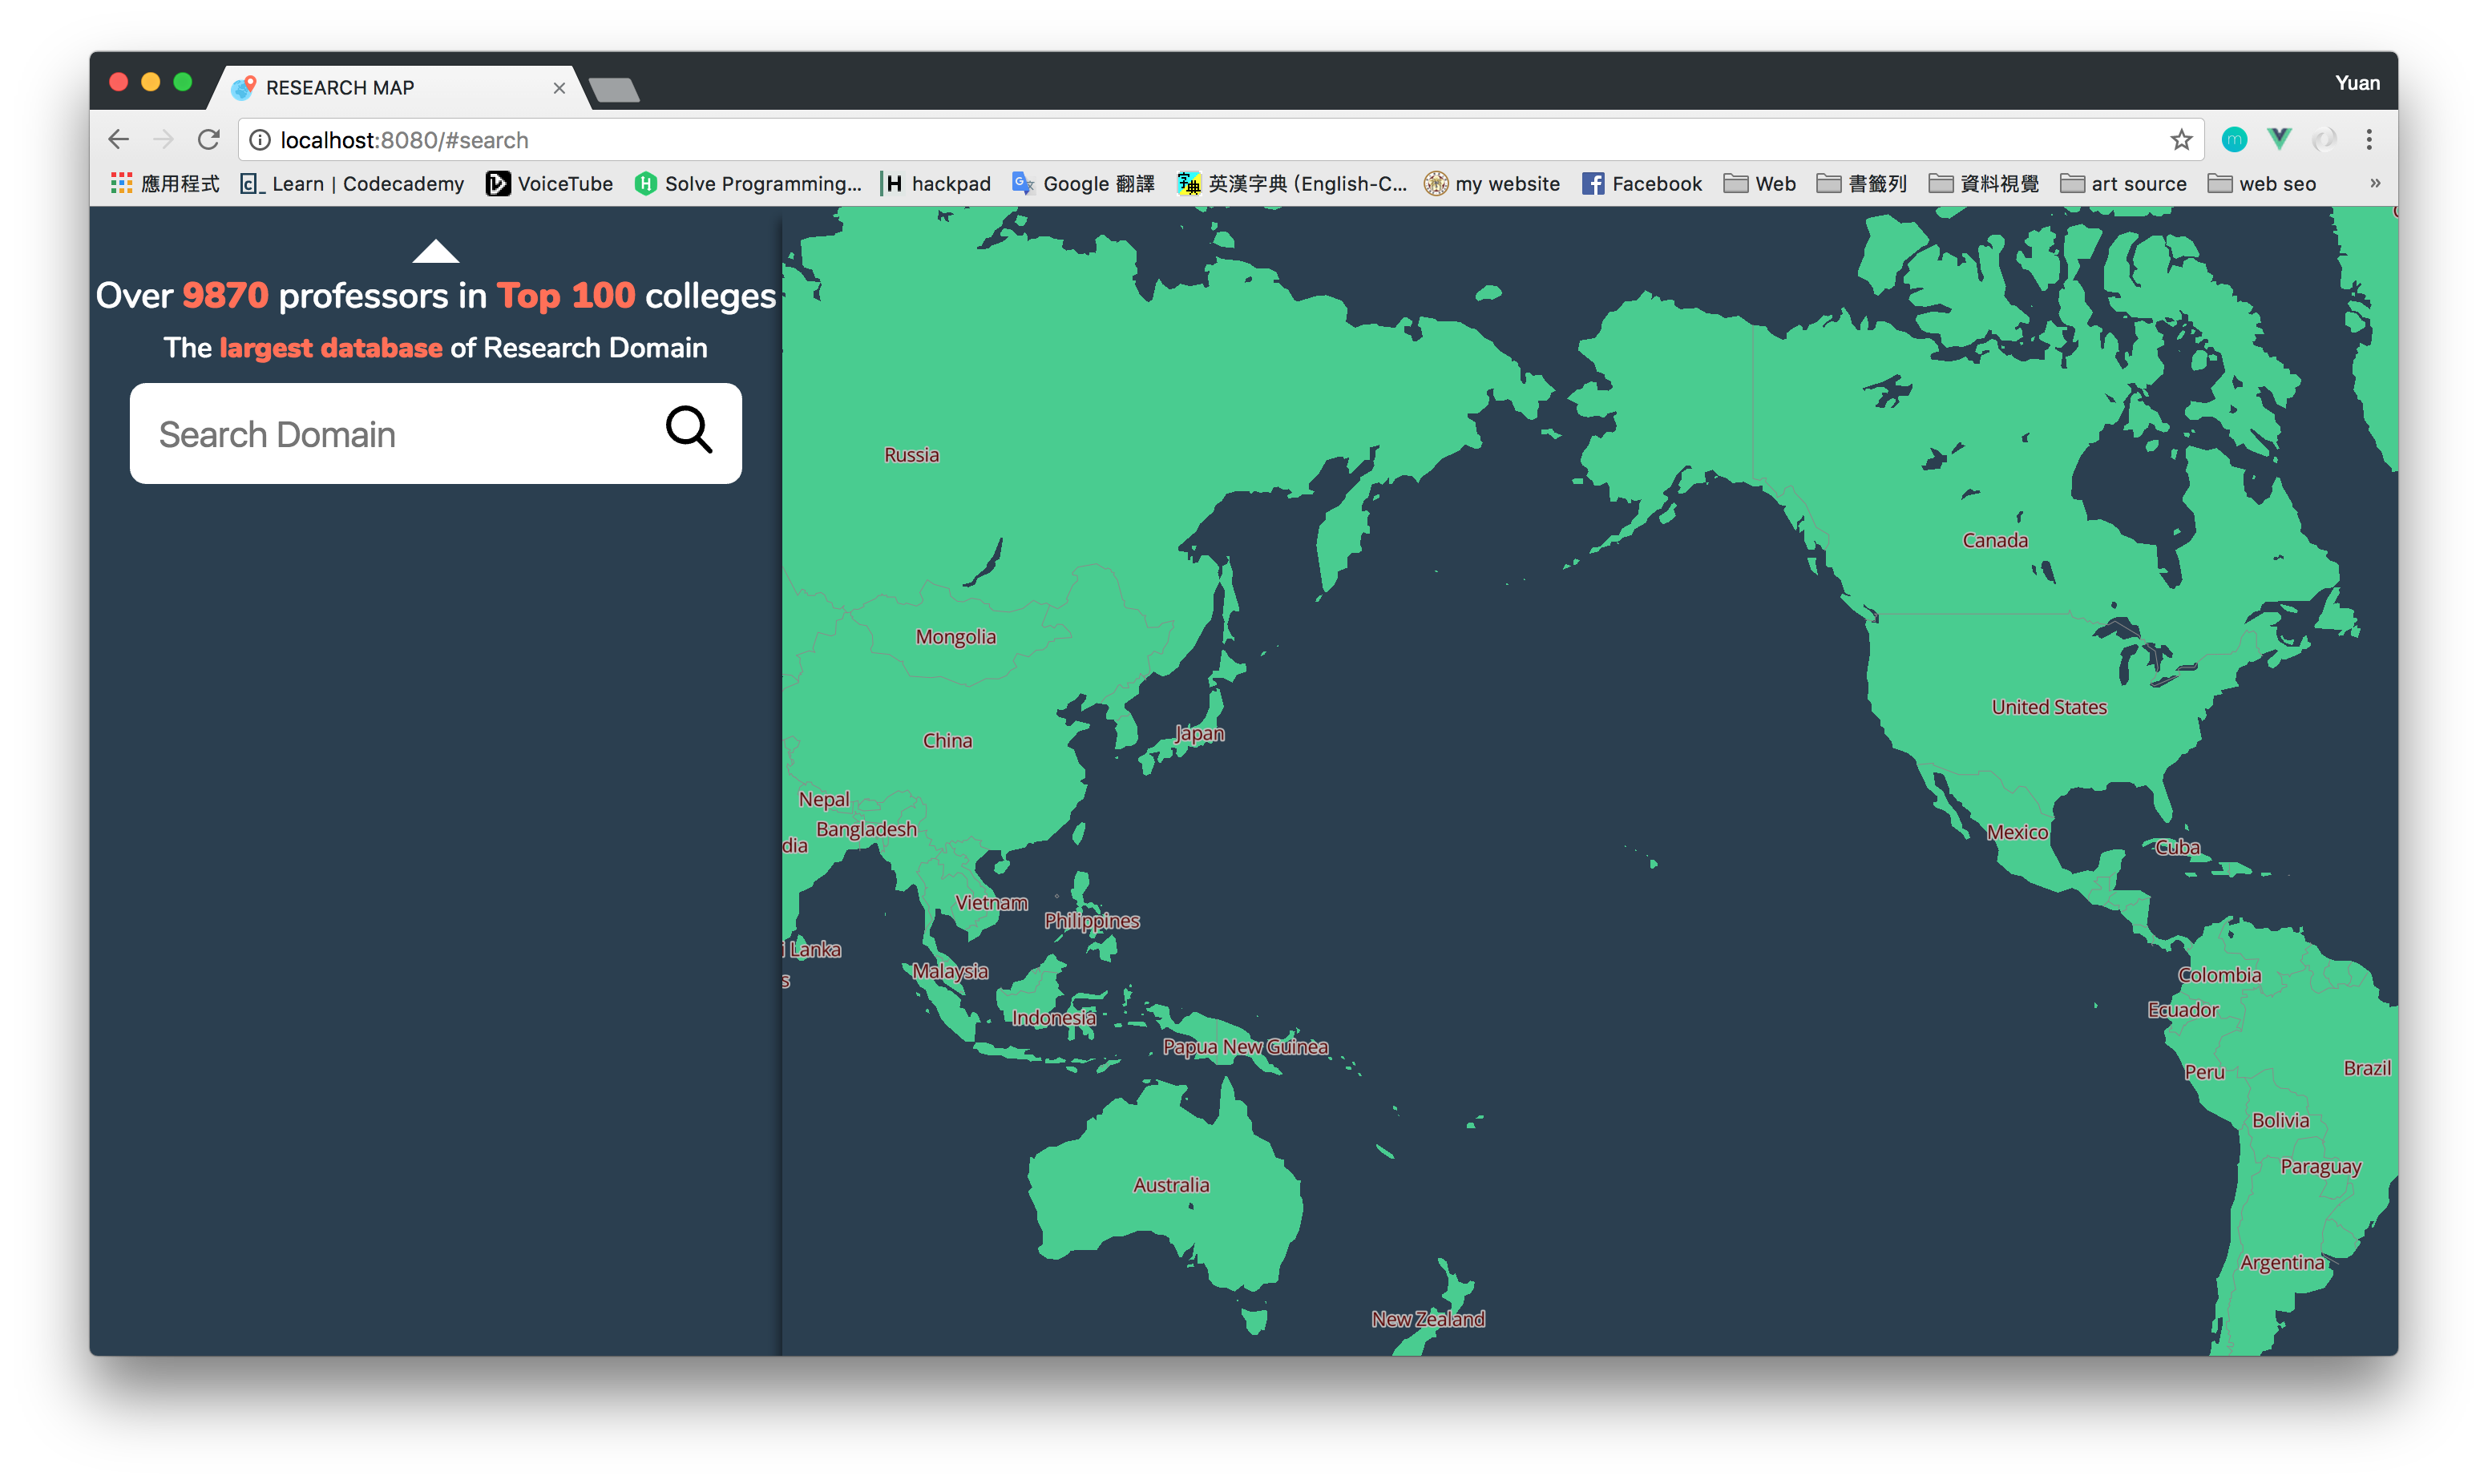 RESEARCH MAP
Yuan
localhost:8080/#search
應用程式
Learn | Codecademy
VoiceTube
Solve Programming...
hackpad
Google 翻譯
英漢字典 (English-C...
my website
Facebook
Web
書籤列
資料視覺
art source
web seo
»
Over 9870 professors in Top 100 colleges
The largest database of Research Domain
Search Domain
Russia
Canada
Mongolia
United States
Japan
China
Nepal
Bangladesh
Mexico
dia
Cuba
Vietnam
Philippines
i Lanka
Malaysia
Colombia
s
Ecuador
Indonesia
Papua New Guinea
Brazil
Peru
Bolivia
Paraguay
Australia
Argentina
New Zealand